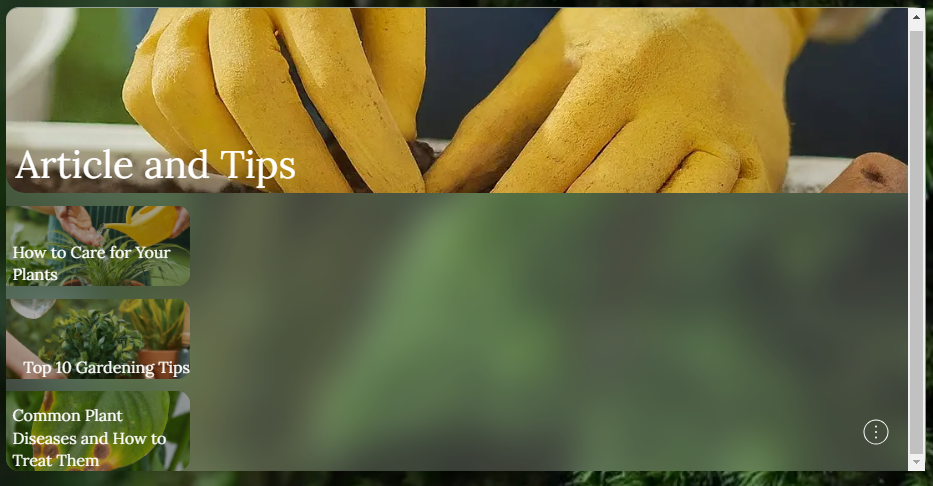 Article and Tips
How to Care for Your
Plants
Top 10 Gardening Tips
Common Plant
Diseases and How to
Treat Them